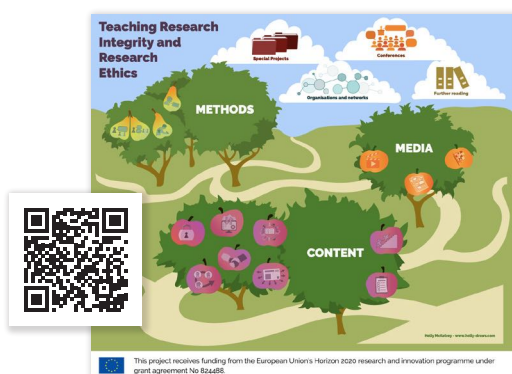 Teaching Research
Integrity and
Research
Ethics
Special Projects
Conferences
Organisations and networks
Further reading
METHODS
MEDIA
CONTENT
This project receives funding from the European Union's Horizon 2020 research and innovation programme under
grant agreement No 824488.